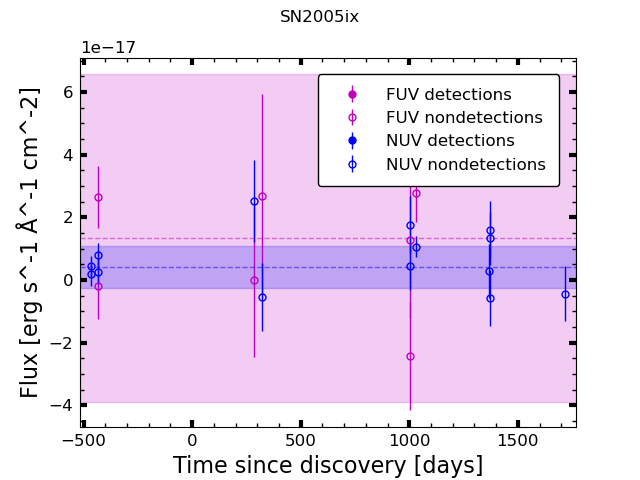 SN2005ix
1e−17
6
4
2
0
−2
−4
−500
0
500
1000
1500
Flux [erg s^-1 Å^-1 cm^-2]
Time since discovery [days]
FUV detections
FUV nondetections
NUV detections
NUV nondetections